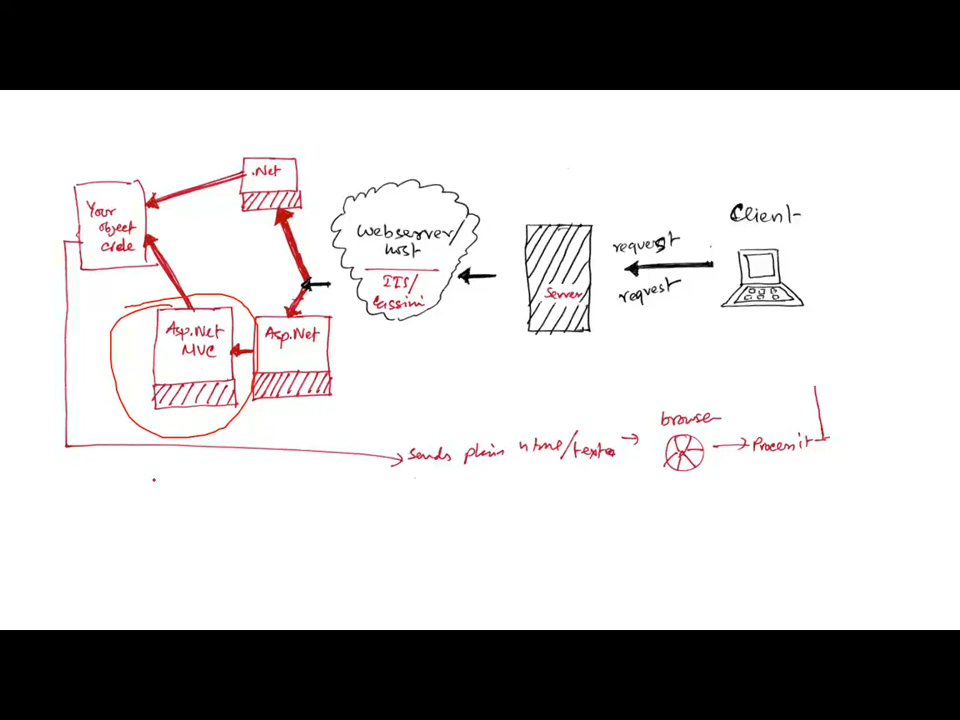 .Net
Your
object
code
Client
webserver/
host
IIS/
Cassini
request
Server
request
Asp.Net
MVC
Asp.Net
browser
sends plain html/text
Process it